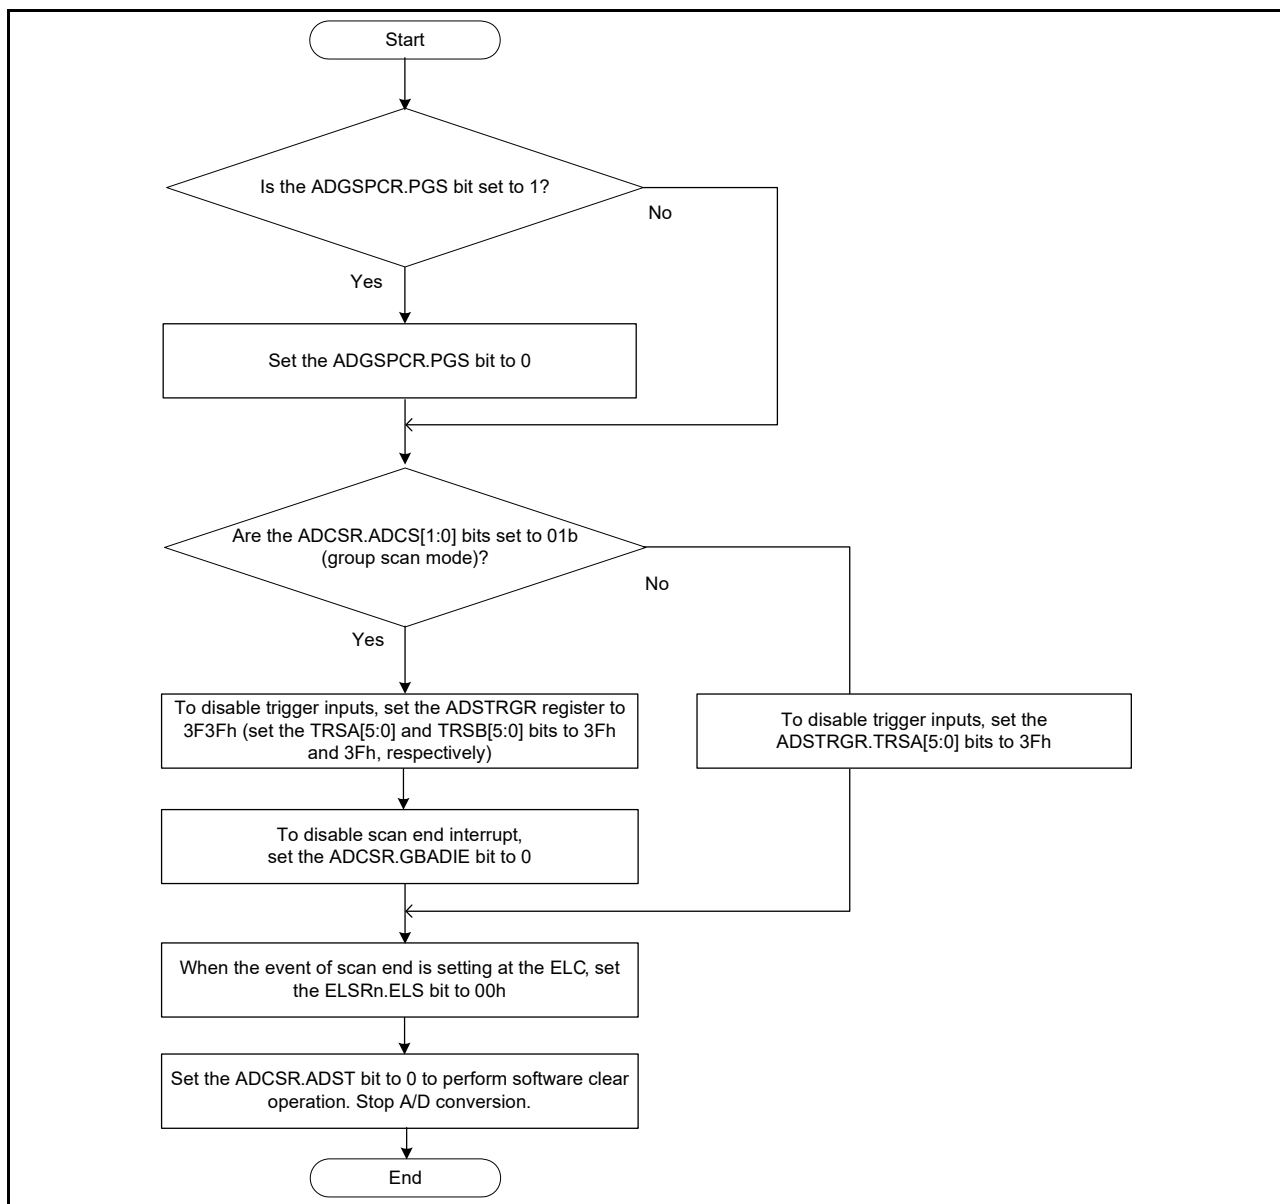 Start
Is the ADGSPCR.PGS bit set to 1?
No
Yes
Set the ADGSPCR.PGS bit to 0
Are the ADCSR.ADCS[1:0] bits set to 01b
(group scan mode)?
No
Yes
To disable trigger inputs, set the ADSTRGR register to
3F3Fh (set the TRSA[5:0] and TRSB[5:0] bits to 3Fh
and 3Fh, respectively)
To disable trigger inputs, set the
ADSTRGR.TRSA[5:0] bits to 3Fh
To disable scan end interrupt,
set the ADCSR.GBADIE bit to 0
When the event of scan end is setting at the ELC, set
the ELSRn.ELS bit to 00h
Set the ADCSR.ADST bit to 0 to perform software clear
operation. Stop A/D conversion.
End